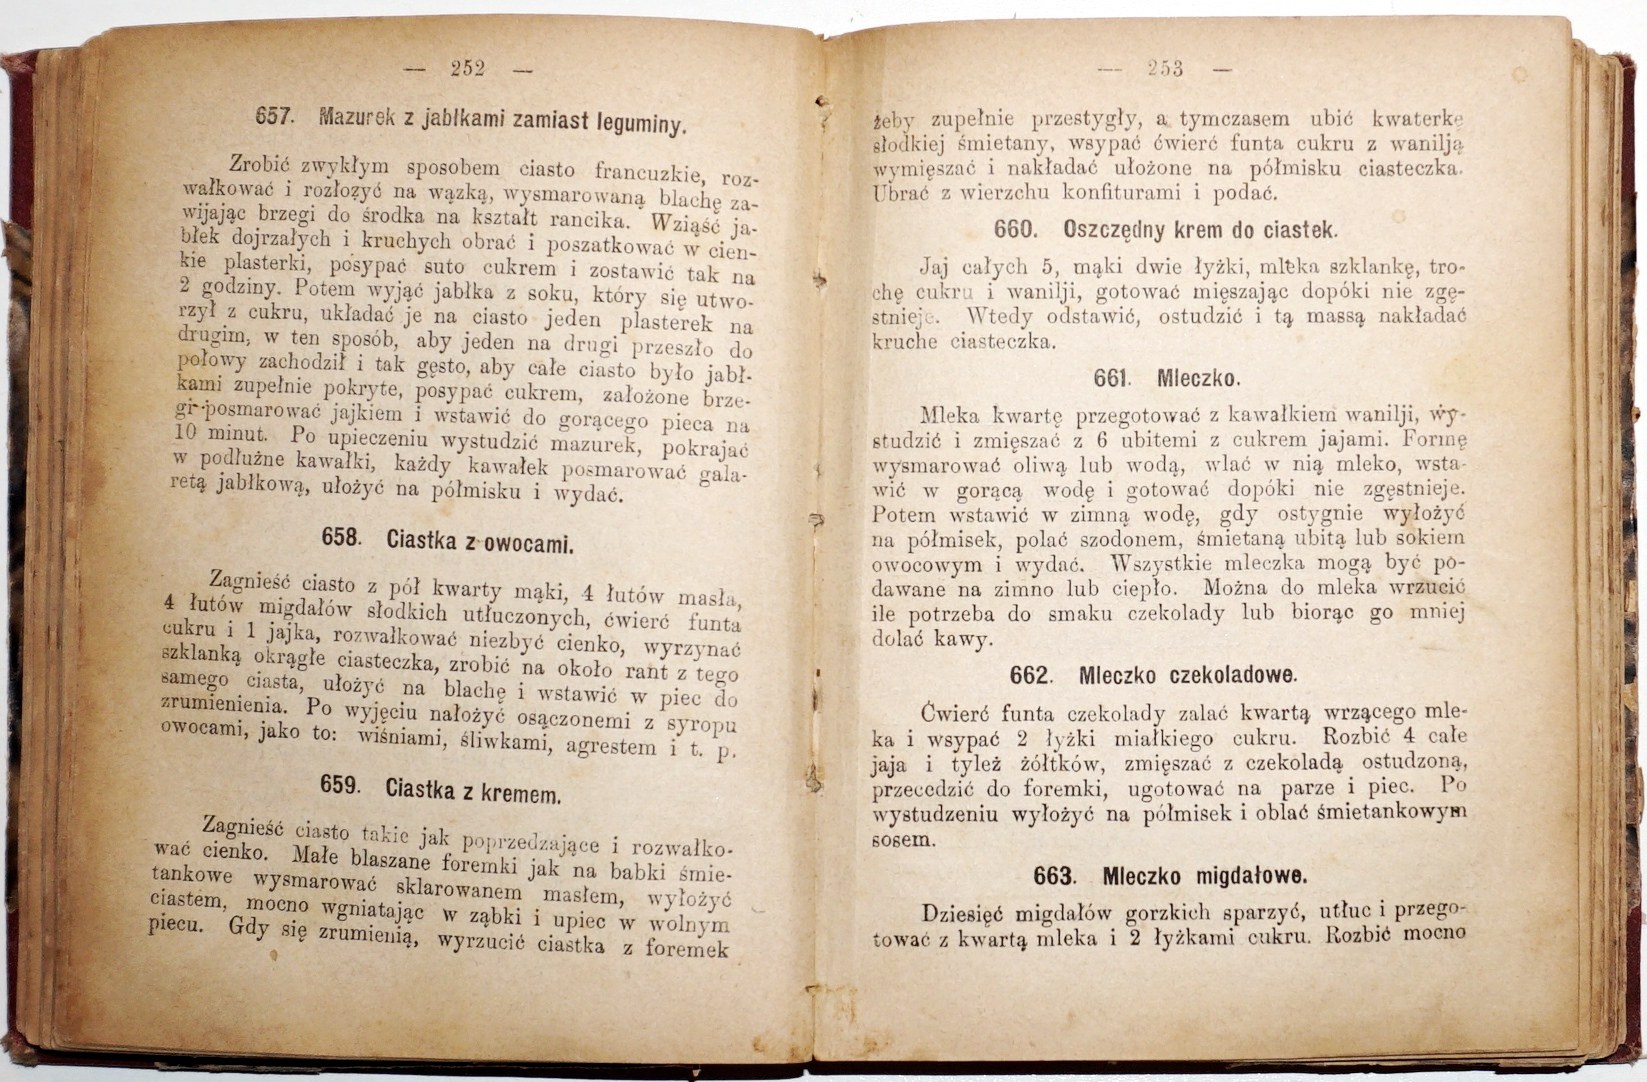 — 252 —
657. Mazurek z jabłkami zamiast leguminy.
Zrobić zwykłym sposobem ciasto francuzkie, roz-
wałkować i rozłożyć na wązką, wysmarowaną blachę za-
wijając brzegi do środka na kształt rancika. Wziąść ja-
błek dojrzałych i kruchych obrać i poszatkować w cien-
kie plasterki, posypać suto cukrem i zostawić tak na
2 godziny. Potem wyjąć jabłka z soku, który się utwo-
rzył z cukru, układać je na ciasto jeden plasterek na
drugim, w ten sposób, aby jeden na drugi przeszło do
połowy zachodził i tak gęsto, aby całe ciasto było jabł-
kami zupełnie pokryte, posypać cukrem, założone brze-
gi posmarować jajkiem i wstawić do gorącego pieca na
10 minut. Po upieczeniu wystudzić mazurek, pokrajać
w podłużne kawałki, każdy kawałek posmarować gala-
retą jabłkową, ułożyć na półmisku i wydać.
658. Ciastka z owocami.
Zagnieść ciasto z pół kwarty mąki, 4 łutów masła,
4 łutów migdałów słodkich utłuczonych, ćwierć funta
cukru i 1 jajka, rozwałkować niezbyć cienko, wyrzynać
szklanką okrągłe ciasteczka, zrobić na około rant z tego
samego ciasta, ułożyć na blachę i wstawić w piec do
zrumienienia. Po wyjęciu nałożyć osączonemi z syropu
owocami, jako to: wiśniami, śliwkami, agrestem i t. p.
659. Ciastka z kremem.
Zagnieść ciasto takie jak poprzedzające i rozwałko-
wać cienko. Małe blaszane foremki jak na babki śmie-
tankowe wysmarować sklarowanem masłem, wyłożyć
ciastem, mocno wgniatając w ząbki i upiec w wolnym
piecu. Gdy się zrumienią, wyrzucić ciastka z foremek
— 253 —
żeby zupełnie przestygły, a tymczasem ubić kwaterkę
słodkiej śmietany, wsypać ćwierć funta cukru z wanilją
wymięszać i nakładać ułożone na półmisku ciasteczka.
Ubrać z wierzchu konfiturami i podać.
660. Oszczędny krem do ciastek.
Jaj całych 5, mąki dwie łyżki, mleka szklankę, tro-
chę cukru i wanilji, gotować mięszając dopóki nie zgę-
stnieje. Wtedy odstawić, ostudzić i tą massą nakładać
kruche ciasteczka.
661. Mleczko.
Mleka kwartę przegotować z kawałkiem wanilji, wy-
studzić i zmięszać z 6 ubitemi z cukrem jajami. Formę
wysmarować oliwą lub wodą, wlać w nią mleko, wsta-
wić w gorącą wodę i gotować dopóki nie zgęstnieje.
Potem wstawić w zimną wodę, gdy ostygnie wyłożyć
na półmisek, polać szodonem, śmietaną ubitą lub sokiem
owocowym i wydać. Wszystkie mleczka mogą być po-
dawane na zimno lub ciepło. Można do mleka wrzucić
ile potrzeba do smaku czekolady lub biorąc go mniej
dolać kawy.
662. Mleczko czekoladowe.
Ćwierć funta czekolady zalać kwartą wrzącego mle-
ka i wsypać 2 łyżki miałkiego cukru. Rozbić 4 całe
jaja i tyleż żółtków, zmięszać z czekoladą ostudzoną,
przecedzić do foremki, ugotować na parze i piec. Po
wystudzeniu wyłożyć na półmisek i oblać śmietankowym
sosem.
663. Mleczko migdałowe.
Dziesięć migdałów gorzkich sparzyć, utłuc i przego-
tować z kwartą mleka i 2 łyżkami cukru. Rozbić mocno